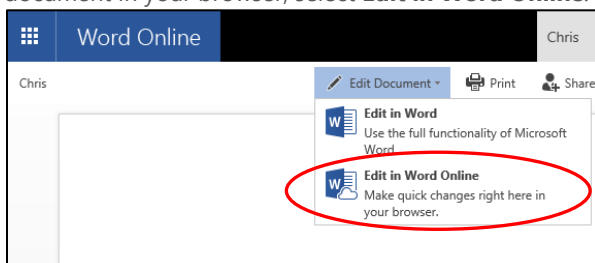 document in your browser, select Edit in Word Online.
Word Online Chris
Chris Edit Document Print Share
Edit in Word
Use the full functionality of Microsoft
Word
Edit in Word Online
Make quick changes right here in
your browser.